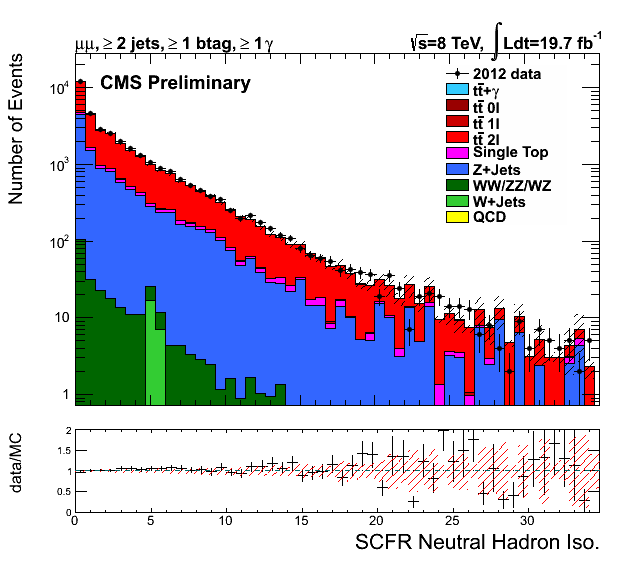 μμ, ≥ 2 jets, ≥ 1 btag, ≥ 1 γ
√s=8 TeV, ∫Ldt=19.7 fb⁻¹
CMS Preliminary
2012 data
tt̄+γ
tt̄ 0l
tt̄ 1l
tt̄ 2l
Single Top
Z+Jets
WW/ZZ/WZ
W+Jets
QCD
Number of Events
10⁴
10³
10²
10
1
data/MC
2
1.5
1
0.5
0
0 5 10 15 20 25 30
SCFR Neutral Hadron Iso.